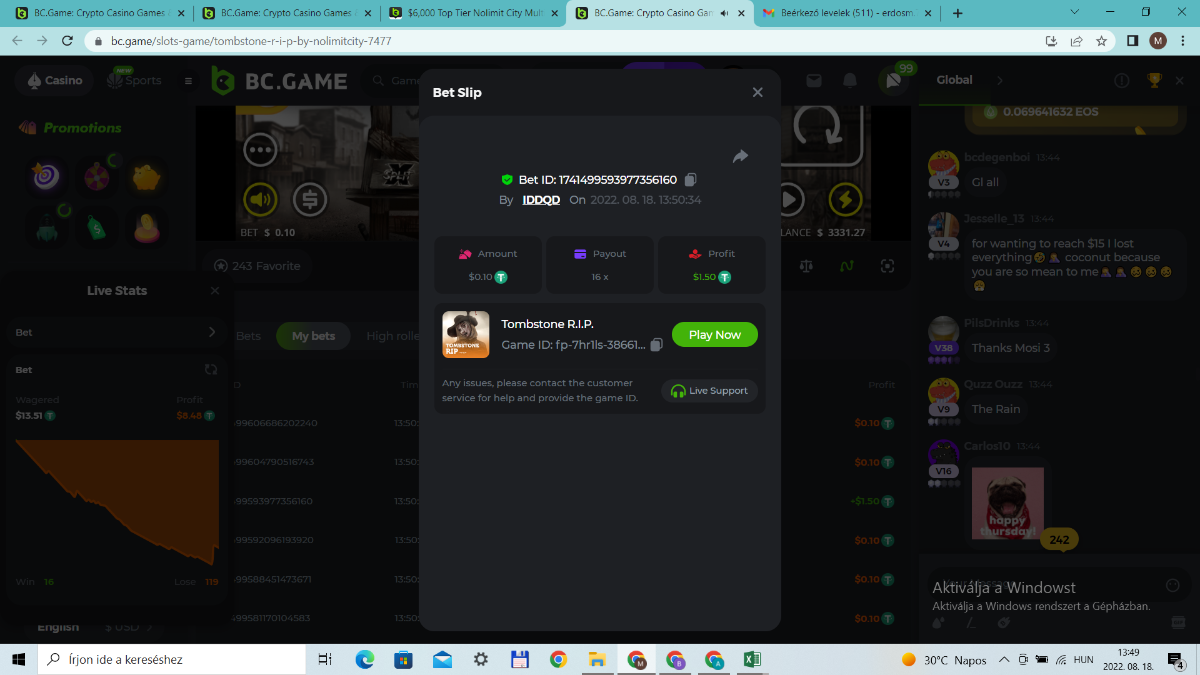 BC.Game: Crypto Casino Games
BC.Game: Crypto Casino Games
$6,000 Top Tier Nolimit City Mult
BC.Game: Crypto Casino Gam
Beérkező levelek (511) - erdosm.
bc.game/slots-game/tombstone-r-i-p-by-nolimitcity-7477
M
Casino
NEW
Sports
BC.GAME
Game
99
Global
Bet Slip
Promotions
0.069641632 EOS
bcdegenboi 13:44
V3
Gl all
Bet ID: 1741499593977356160
By IDDQD On 2022. 08. 18. 13:50:34
XSPLIT
BET $ 0.10
LANCE $ 3331.27
Jesselle_13 13:44
V4
for wanting to reach $15 I lost
everything coconut because
you are so mean to me
Amount
Payout
Profit
$0.10
16 x
$1.50
243 Favorite
Live Stats
Bet
Bets
My bets
High rolle
Tombstone R.I.P.
Game ID: fp-7hr1ls-38661...
Play Now
TOMBSTONE
RIP
PllsDrinks 13:44
V38
Thanks Mosi 3
Bet
Any issues, please contact the customer
service for help and provide the game ID.
Live Support
D
Tim
Profit
Quzz Ouzz 13:44
V9
The Rain
Wagered
Profit
$13.51
$8.48
99606686202240
13:50:
$0.10
Carlos10 13:44
V16
99604790516743
13:50:
$0.10
99593977356160
13:50:
+$1.50
happy
thursday!
99592096193920
13:50:
$0.10
242
Win 16
Lose 119
99588451473671
13:50:
$0.10
99581170104583
13:50:
$0.10
Aktiválja a Windowst
Aktiválja a Windows rendszert a Gépházban.
English
$ USD
Írjon ide a kereséshez
M
B
A
30°C Napos
HUN
13:49
2022. 08. 18.
4